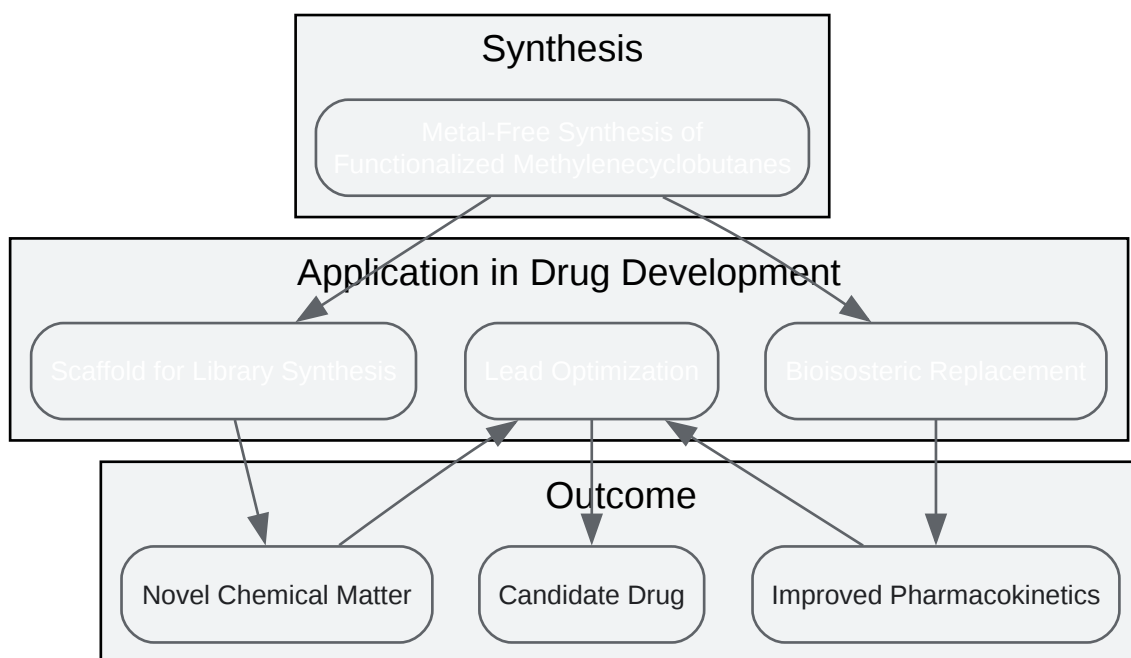 Synthesis
Metal-Free Synthesis of
Functionalized Methylenecyclobutanes
Application in Drug Development
Scaffold for Library Synthesis
Lead Optimization
Bioisosteric Replacement
Outcome
Novel Chemical Matter
Candidate Drug
Improved Pharmacokinetics